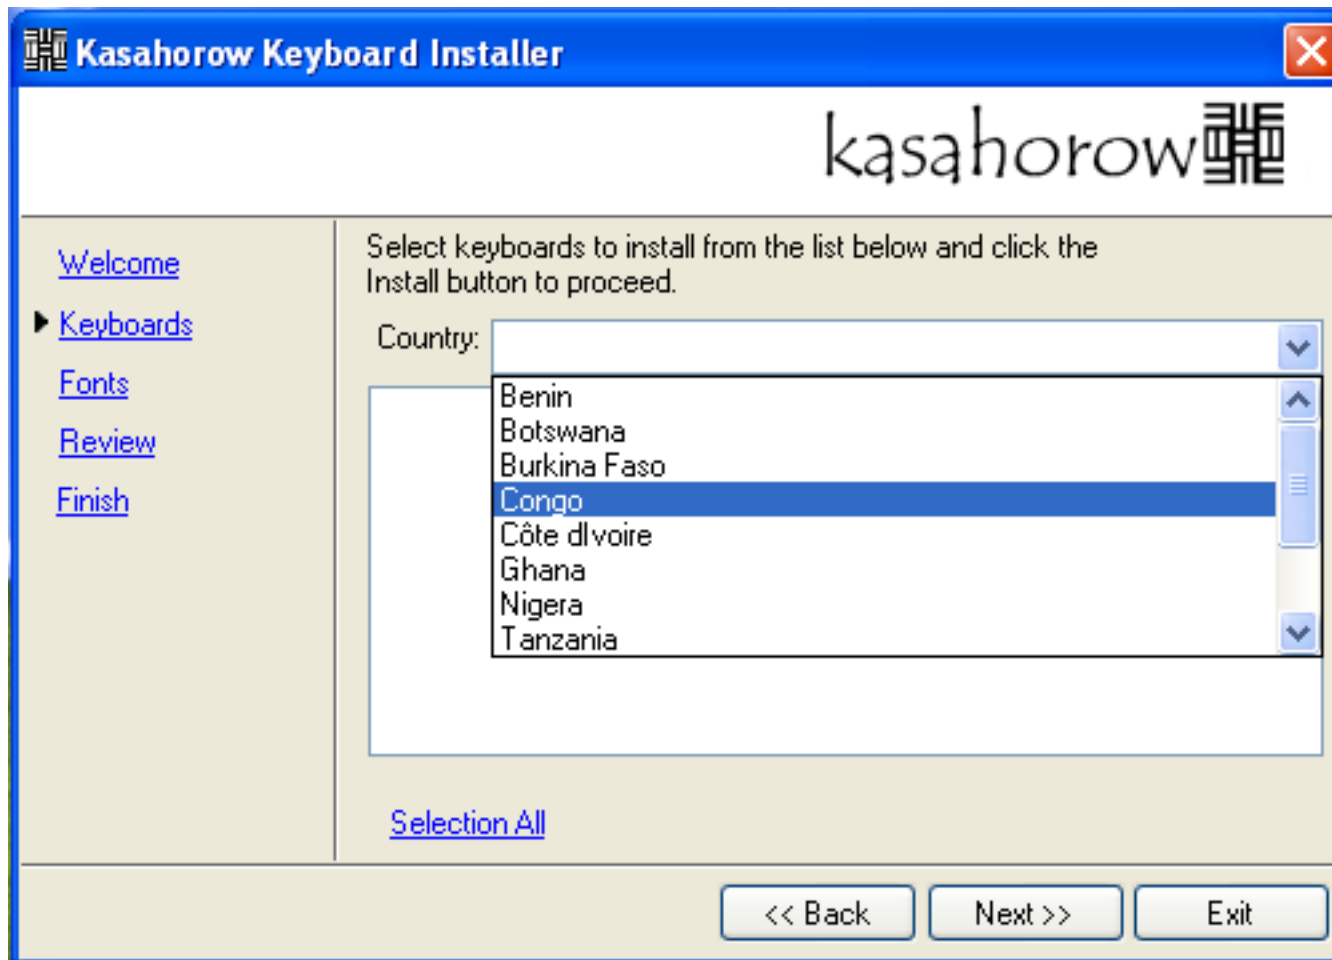 Kasahorow Keyboard Installer
kasahorow
Welcome
Keyboards
Fonts
Review
Finish
Select keyboards to install from the list below and click the
Install button to proceed.
Country:
Benin
Botswana
Burkina Faso
Congo
Côte dIvoire
Ghana
Nigera
Tanzania
Selection All
<< Back
Next >>
Exit